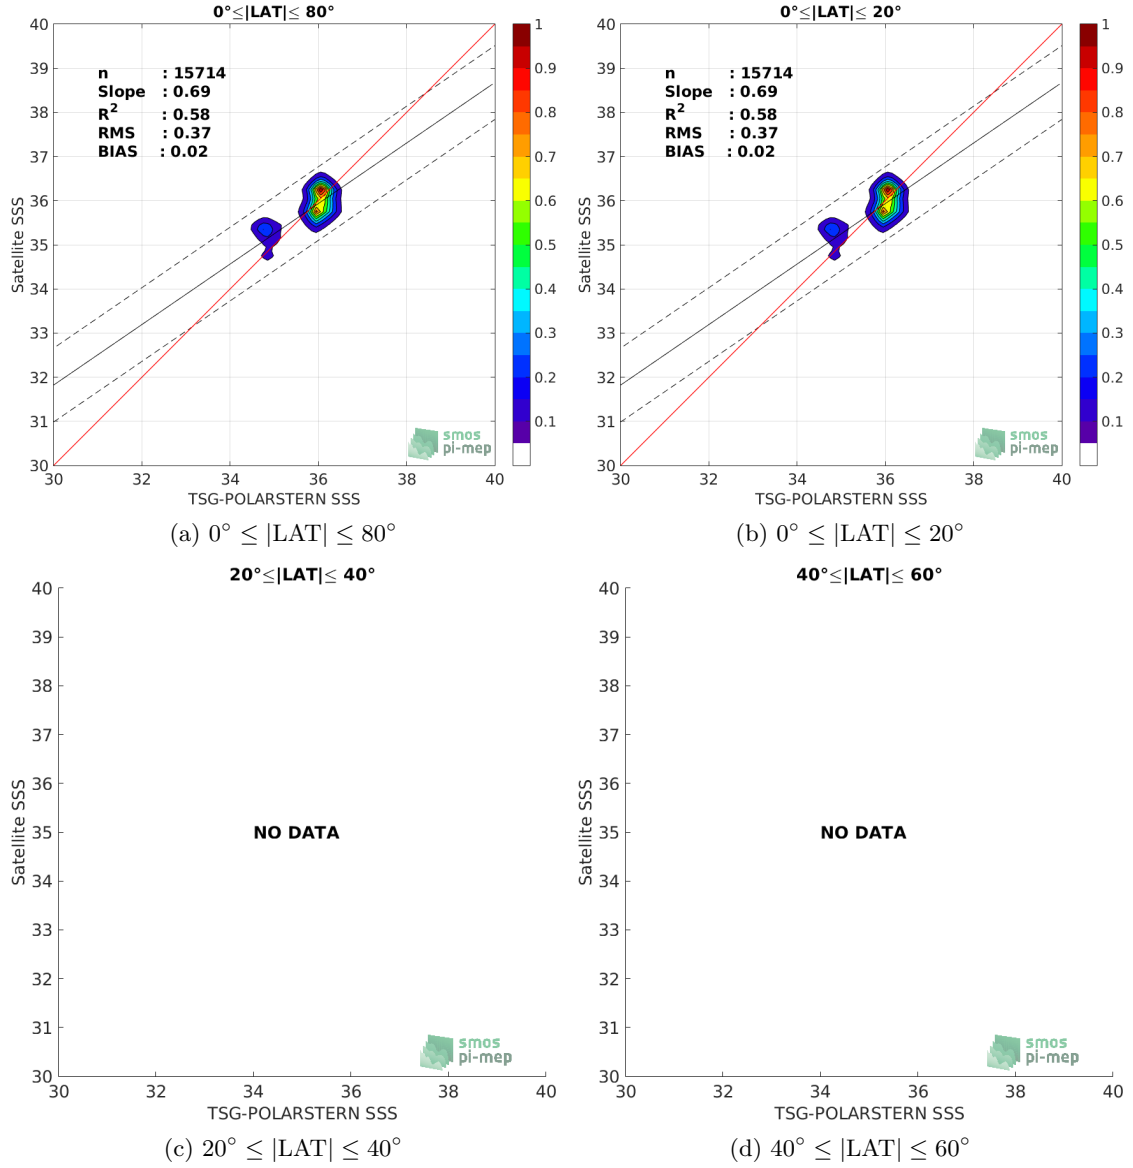 0°≤|LAT|≤ 80°
40
39
38
37
36
35
34
33
32
31
30
Satellite SSS
n : 15714
Slope : 0.69
R² : 0.58
RMS : 0.37
BIAS : 0.02
smos
pi-mep
30 32 34 36 38 40
TSG-POLARSTERN SSS
1
0.9
0.8
0.7
0.6
0.5
0.4
0.3
0.2
0.1
(a) 0° ≤ |LAT| ≤ 80°
0°≤|LAT|≤ 20°
40
39
38
37
36
35
34
33
32
31
30
Satellite SSS
n : 15714
Slope : 0.69
R² : 0.58
RMS : 0.37
BIAS : 0.02
smos
pi-mep
30 32 34 36 38 40
TSG-POLARSTERN SSS
1
0.9
0.8
0.7
0.6
0.5
0.4
0.3
0.2
0.1
(b) 0° ≤ |LAT| ≤ 20°
20°≤|LAT|≤ 40°
40
39
38
37
36
35
34
33
32
31
30
Satellite SSS
NO DATA
smos
pi-mep
30 32 34 36 38 40
TSG-POLARSTERN SSS
(c) 20° ≤ |LAT| ≤ 40°
40°≤|LAT|≤ 60°
40
39
38
37
36
35
34
33
32
31
30
Satellite SSS
NO DATA
smos
pi-mep
30 32 34 36 38 40
TSG-POLARSTERN SSS
(d) 40° ≤ |LAT| ≤ 60°